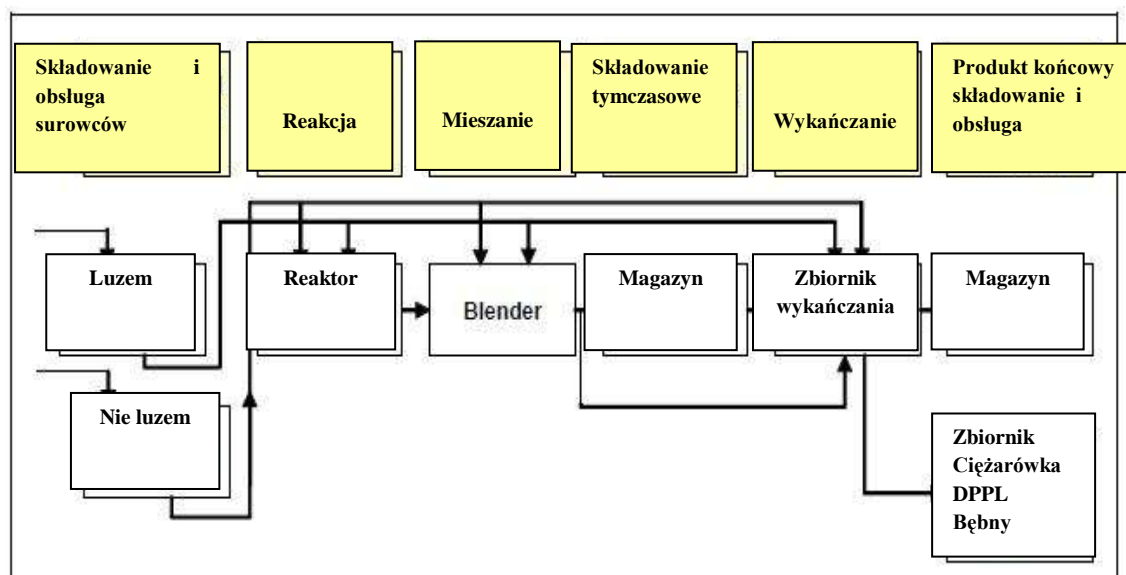 Składowanie i
obsługa
surowców
Reakcja
Mieszanie
Składowanie
tymczasowe
Wykańczanie
Produkt końcowy
składowanie i
obsługa
Luzem
Reaktor
Blender
Magazyn
Zbiornik
wykańczania
Magazyn
Nie luzem
Zbiornik
Ciężarówka
DPPL
Bębny